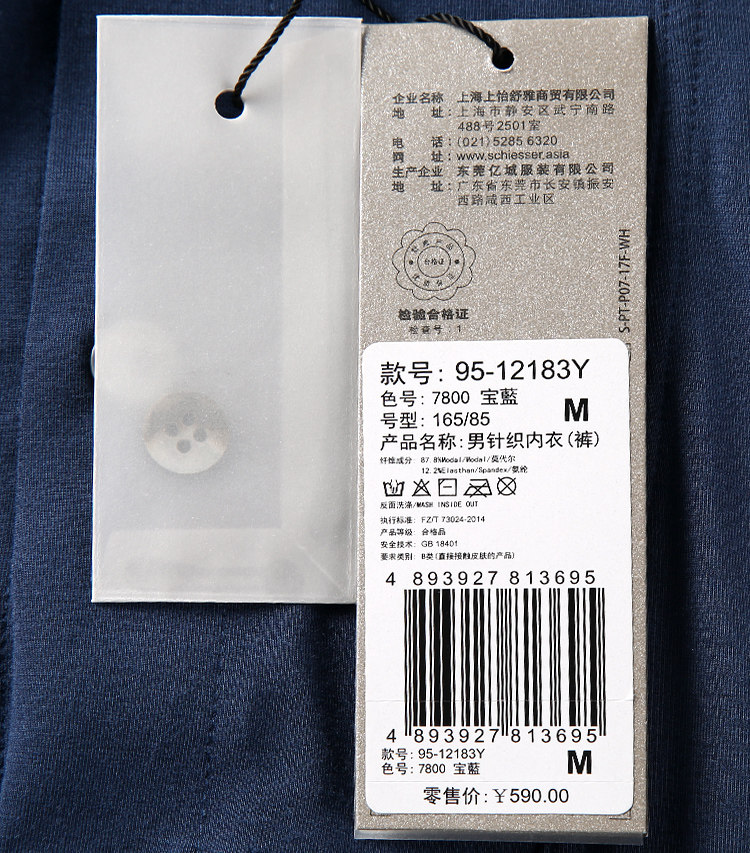 企业名称 上海上怡舒雅商贸有限公司
地 址：上海市静安区武宁南路
488号2501室
电 话：(021) 5285 6320
网 址：www.schiesser.asia
生产企业 东莞亿城服装有限公司
地 址：广东省东莞市长安镇振安
西路咸西工业区
合格证
检验合格证
检查号：1
S-PT-P07-17F-WH
款号：95-12183Y
色号：7800 宝藍
M
号型：165/85
产品名称：男针织内衣(裤)
纤维成分：87.8%Modal/Modal/莫代尔
12.2%Elasthan/Spandex/氨纶
反面洗涤/WASH INSIDE OUT
执行标准：FZ/T 73024-2014
产品等级：合格品
安全技术：GB 18401
要求类别：B类(直接接触皮肤的产品)
4 893927 813695
4 893927 813695
款号：95-12183Y
色号：7800 宝藍
M
零售价：￥590.00